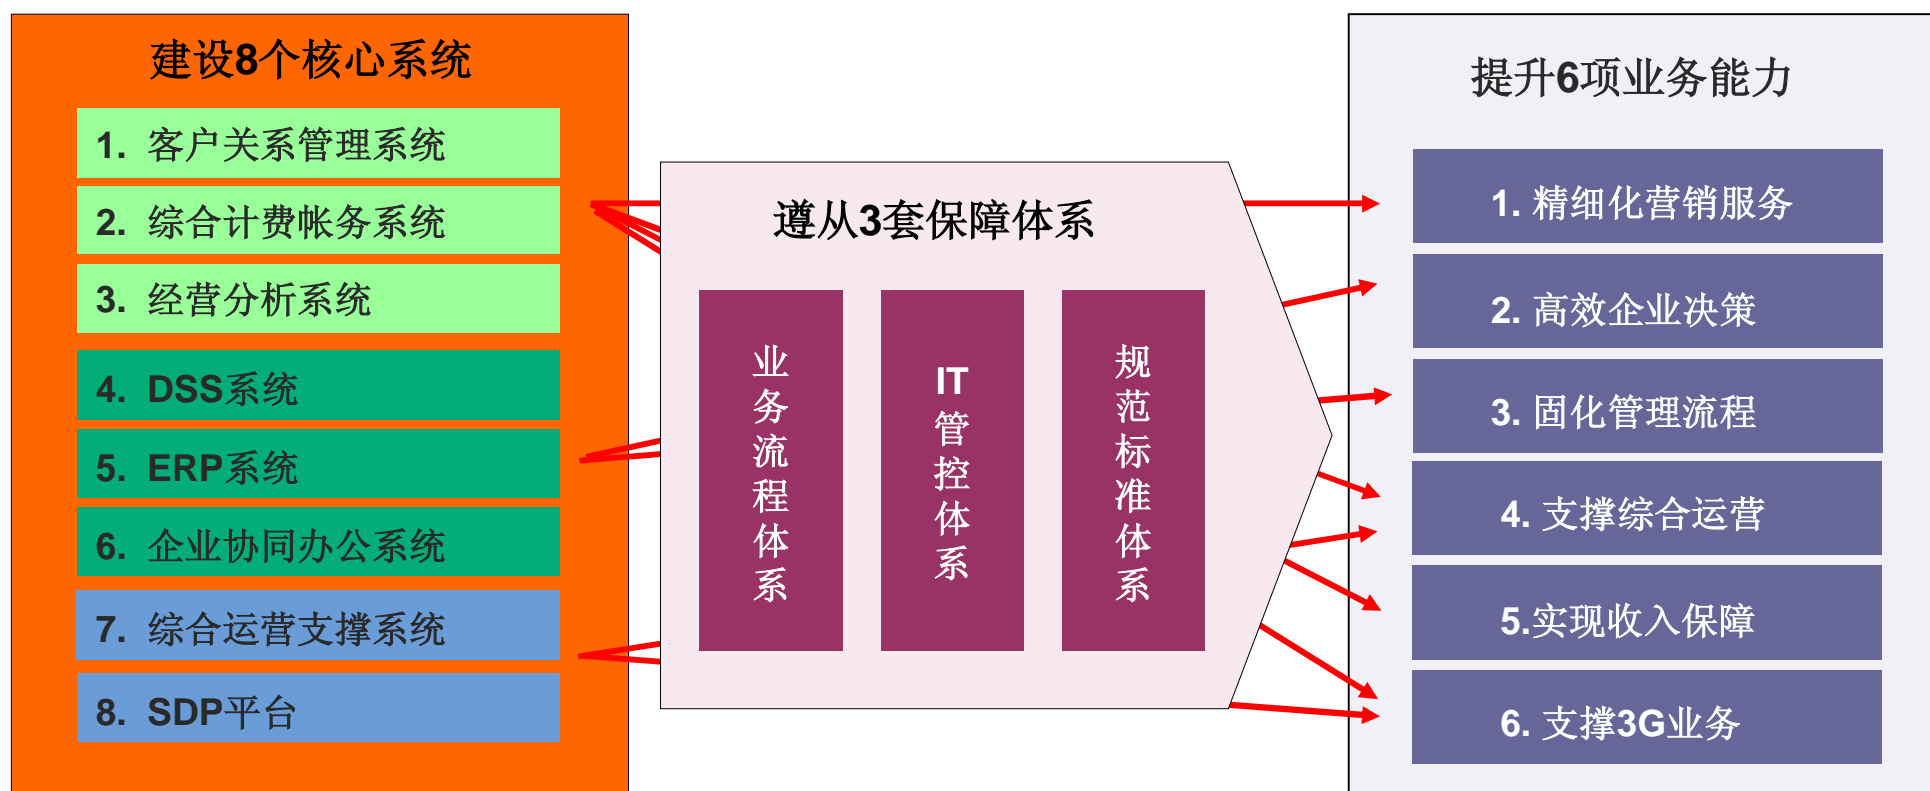 建设8个核心系统
1. 客户关系管理系统
2. 综合计费帐务系统
3. 经营分析系统
4. DSS系统
5. ERP系统
6. 企业协同办公系统
7. 综合运营支撑系统
8. SDP平台
遵从3套保障体系
业务流程体系
IT管控体系
规范标准体系
提升6项业务能力
1. 精细化营销服务
2. 高效企业决策
3. 固化管理流程
4. 支撑综合运营
5.实现收入保障
6. 支撑3G业务